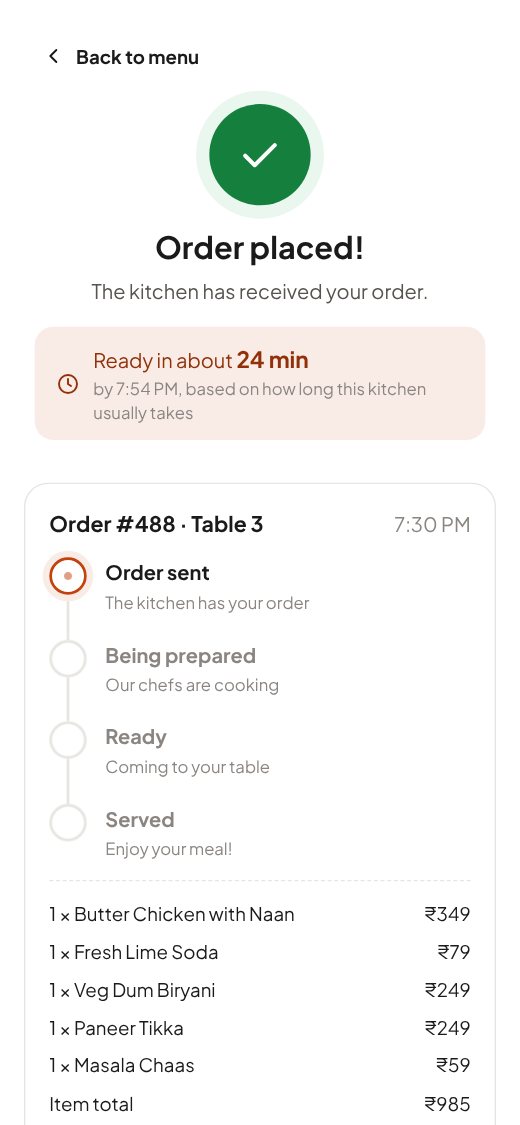 Back to menu
Order placed!
The kitchen has received your order.
Ready in about 24 min
by 7:54 PM, based on how long this kitchen
usually takes
Order #488 · Table 3 7:30 PM
Order sent
The kitchen has your order
Being prepared
Our chefs are cooking
Ready
Coming to your table
Served
Enjoy your meal!
1 × Butter Chicken with Naan ₹349
1 × Fresh Lime Soda ₹79
1 × Veg Dum Biryani ₹249
1 × Paneer Tikka ₹249
1 × Masala Chaas ₹59
Item total ₹985